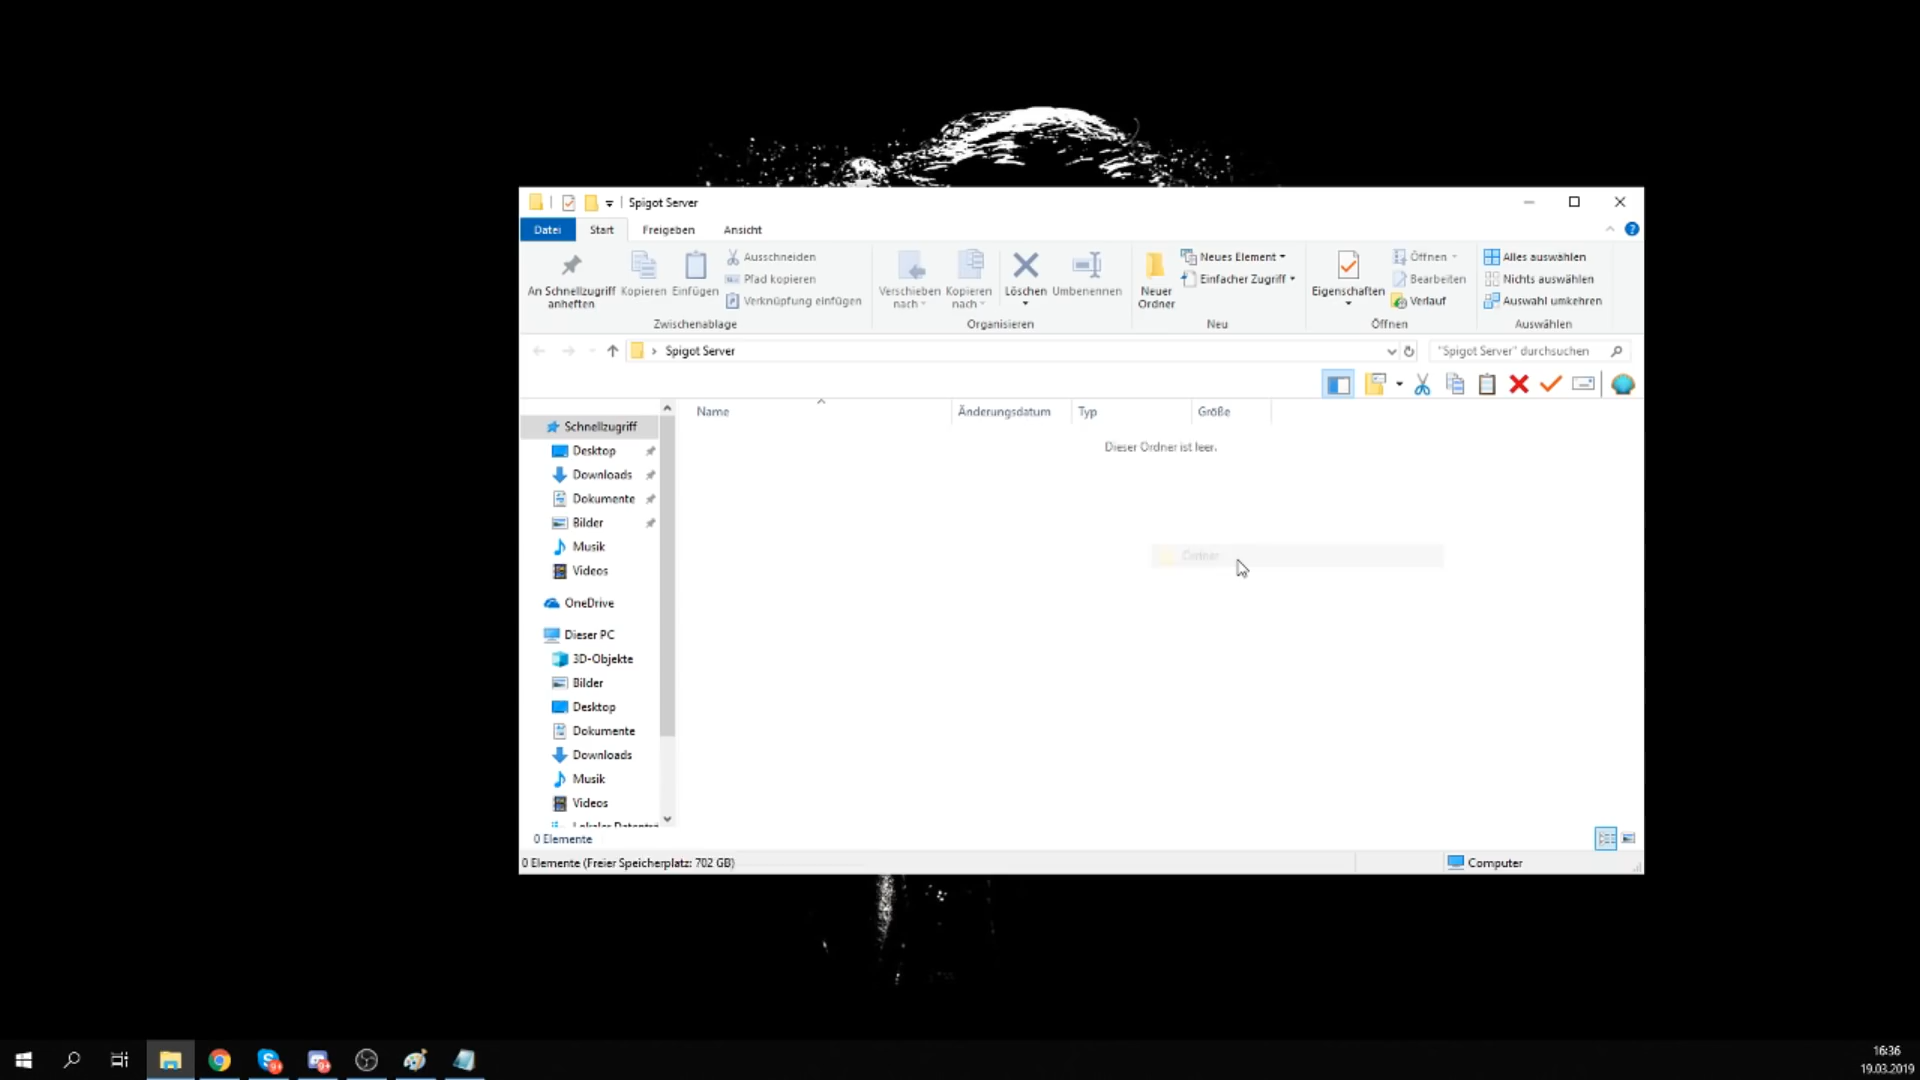 Spigot Server
Datei Start Freigeben Ansicht
An Schnellzugriff anheften
Kopieren
Einfügen
Ausschneiden
Pfad kopieren
Verknüpfung einfügen
Zwischenablage
Verschieben nach
Kopieren nach
Löschen
Umbenennen
Organisieren
Neuer Ordner
Neues Element
Einfacher Zugriff
Neu
Eigenschaften
Öffnen
Bearbeiten
Verlauf
Öffnen
Alles auswählen
Nichts auswählen
Auswahl umkehren
Auswählen
Spigot Server
"Spigot Server" durchsuchen
Name Änderungsdatum Typ Größe
Dieser Ordner ist leer.
Ordner
Schnellzugriff
Desktop
Downloads
Dokumente
Bilder
Musik
Videos
OneDrive
Dieser PC
3D-Objekte
Bilder
Desktop
Dokumente
Downloads
Musik
Videos
0 Elemente
0 Elemente (Freier Speicherplatz: 702 GB)
Computer
9+
9+
16:36
19.03.2019